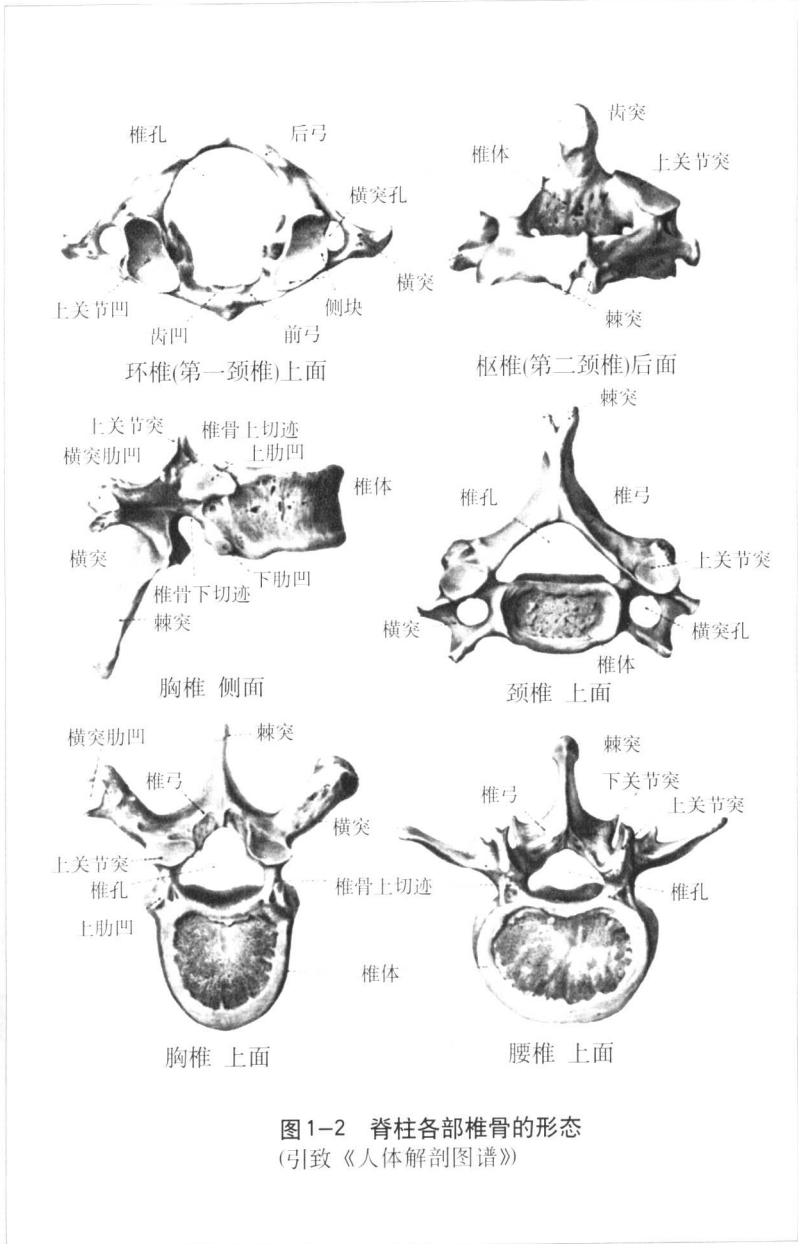 椎孔 后弓
横突孔
横突
上关节凹 侧块
齿凹 前弓
环椎(第一颈椎)上面
齿突
椎体 上关节突
棘突
枢椎(第二颈椎)后面
上关节突 椎骨上切迹
横突肋凹 上肋凹
椎体
横突
下肋凹
椎骨下切迹
棘突
胸椎 侧面
棘突
椎孔 椎弓
上关节突
横突 横突孔
椎体
颈椎 上面
横突肋凹 棘突
椎弓
横突
上关节突
椎孔 椎骨上切迹
上肋凹
椎体
胸椎 上面
棘突
下关节突
椎弓 上关节突
椎孔
腰椎 上面
图1-2 脊柱各部椎骨的形态
(引致《人体解剖图谱》)